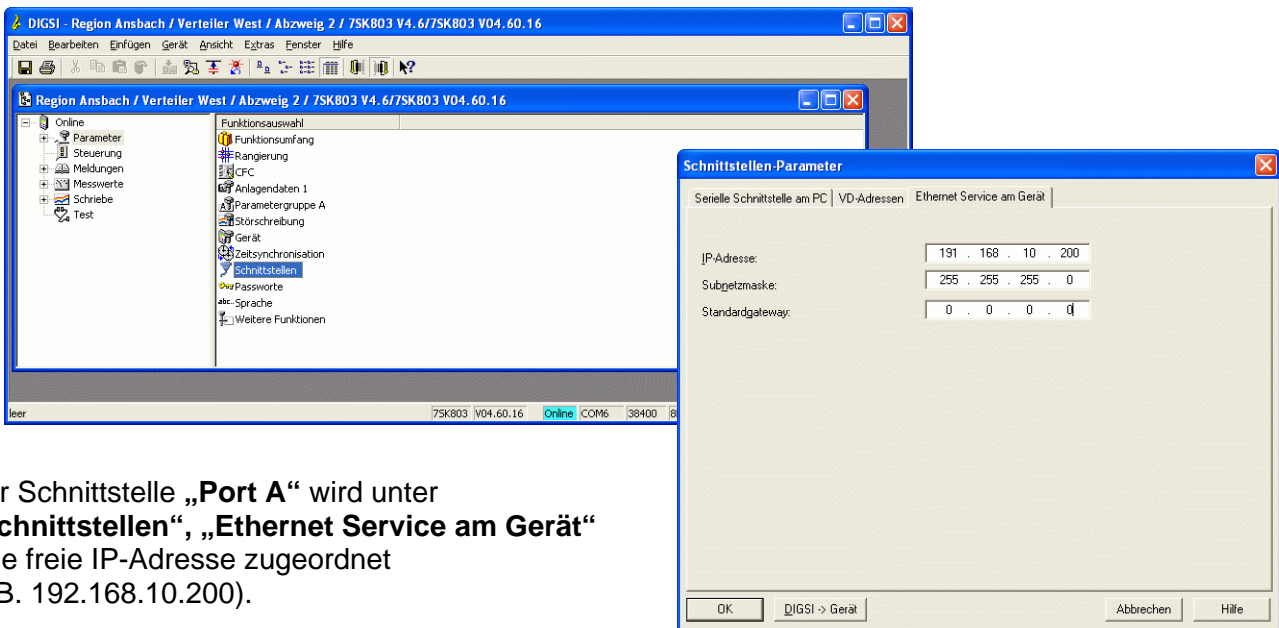 DIGSI - Region Ansbach / Verteiler West / Abzweig 2 / 7SK803 V4.6/7SK803 V04.60.16
Datei Bearbeiten Einfügen Gerät Ansicht Extras Fenster Hilfe
Region Ansbach / Verteiler West / Abzweig 2 / 7SK803 V4.6/7SK803 V04.60.16
Online
Parameter
Steuerung
Meldungen
Messwerte
Schriebe
Test
Funktionsauswahl
Funktionsumfang
Rangierung
CFC
Anlagendaten 1
Parametergruppe A
Störschreibung
Gerät
Zeitsynchronisation
Schnittstellen
Passworte
abc- Sprache
Weitere Funktionen
leer 7SK803 V04.60.16 Online COM6 38400 8
Schnittstellen-Parameter
Serielle Schnittstelle am PC VD-Adressen Ethernet Service am Gerät
IP-Adresse: 191 . 168 . 10 . 200
Subnetzmaske: 255 . 255 . 255 . 0
Standardgateway: 0 . 0 . 0 . 0
OK DIGSI -> Gerät Abbrechen Hilfe
r Schnittstelle „Port A“ wird unter
chnittstellen“, „Ethernet Service am Gerät“
e freie IP-Adresse zugeordnet
B. 192.168.10.200).